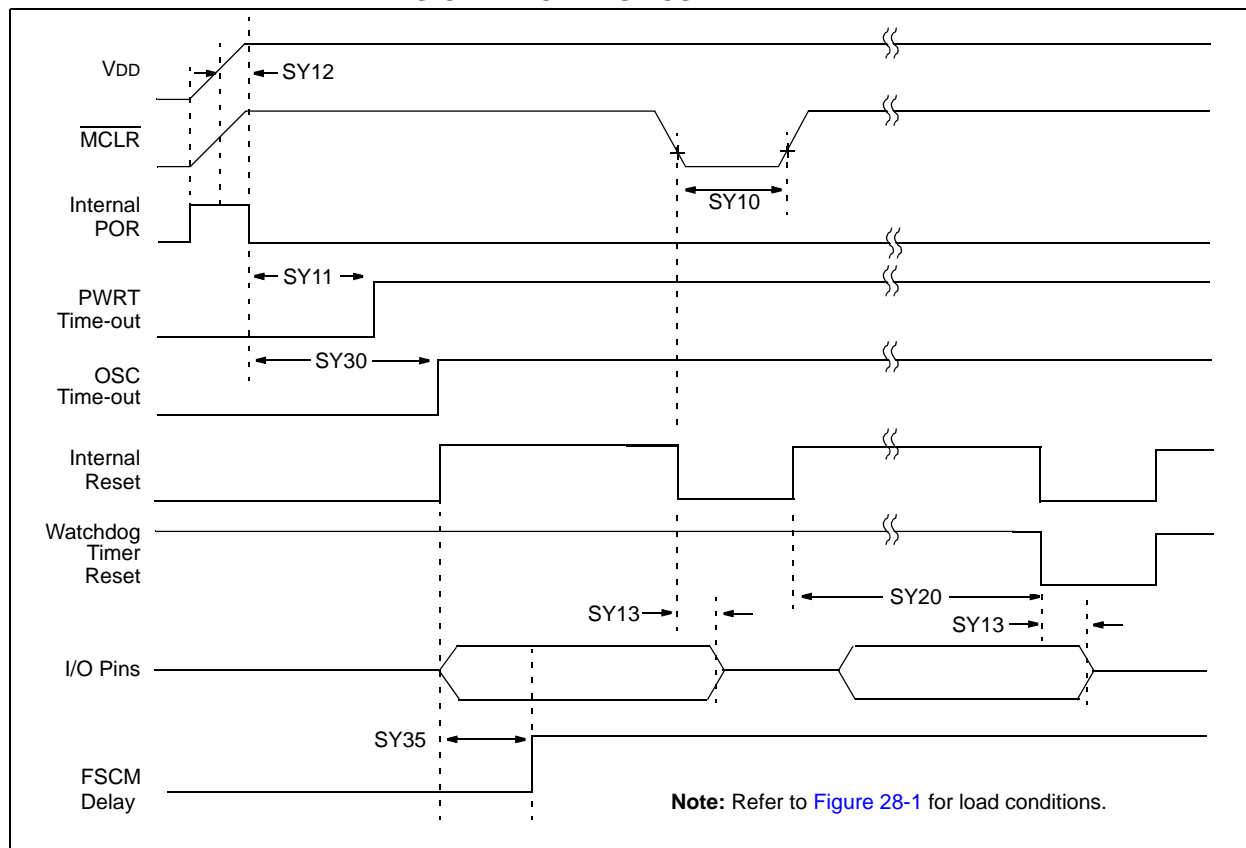 VDD
SY12
MCLR
SY10
Internal
POR
SY11
PWRT
Time-out
SY30
OSC
Time-out
Internal
Reset
Watchdog
Timer
Reset
SY20
SY13
SY13
I/O Pins
SY35
FSCM
Delay
Note: Refer to Figure 28-1 for load conditions.